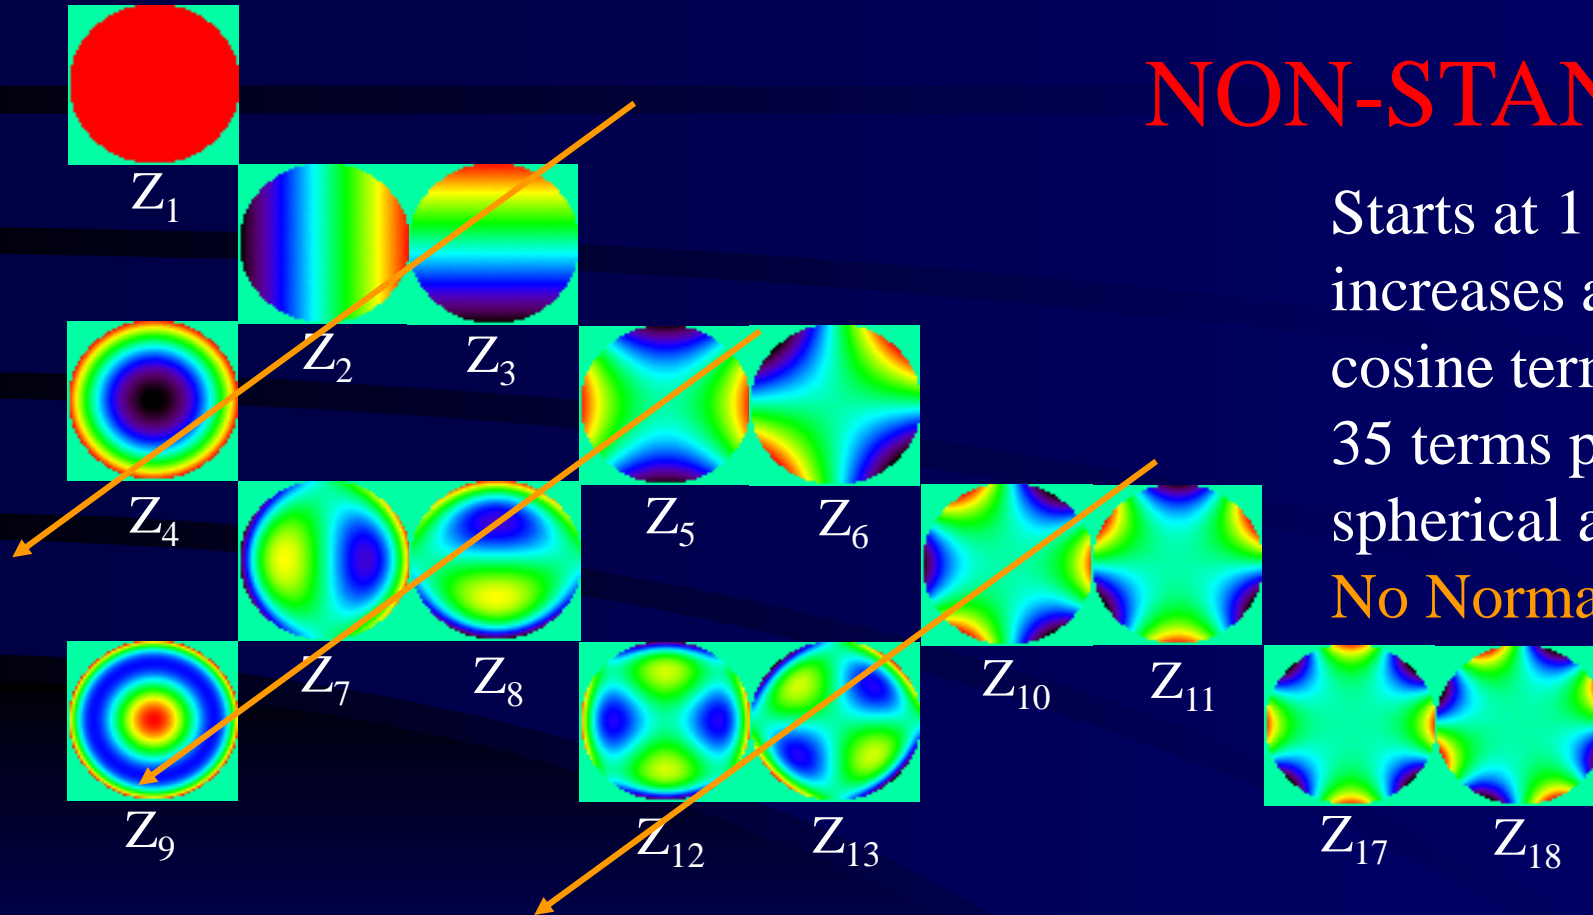 NON-STAN
Starts at 1
increases a
cosine term
35 terms p
spherical a
No Norma
Z1
Z2 Z3
Z4 Z5 Z6
Z7 Z8 Z10 Z11
Z9 Z12 Z13 Z17 Z18